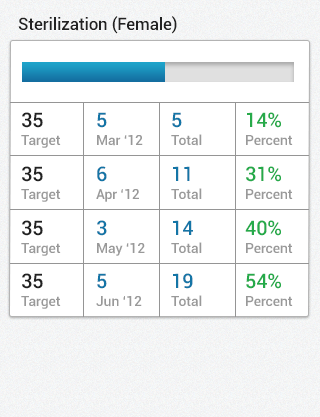 Sterilization (Female)
35 5 5 14%
Target Mar ‘12 Total Percent
35 6 11 31%
Target Apr ‘12 Total Percent
35 3 14 40%
Target May ‘12 Total Percent
35 5 19 54%
Target Jun ‘12 Total Percent